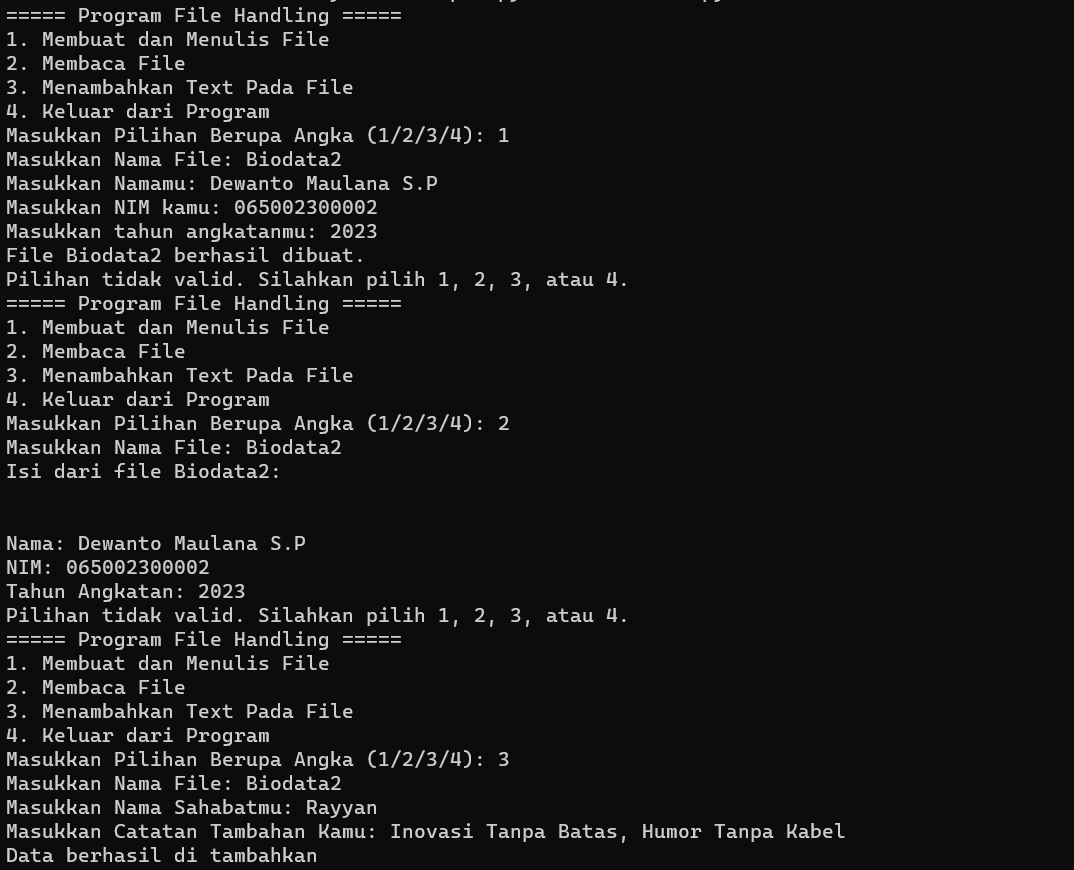 ===== Program File Handling =====
1. Membuat dan Menulis File
2. Membaca File
3. Menambahkan Text Pada File
4. Keluar dari Program
Masukkan Pilihan Berupa Angka (1/2/3/4): 1
Masukkan Nama File: Biodata2
Masukkan Namamu: Dewanto Maulana S.P
Masukkan NIM kamu: 065002300002
Masukkan tahun angkatanmu: 2023
File Biodata2 berhasil dibuat.
Pilihan tidak valid. Silahkan pilih 1, 2, 3, atau 4.
===== Program File Handling =====
1. Membuat dan Menulis File
2. Membaca File
3. Menambahkan Text Pada File
4. Keluar dari Program
Masukkan Pilihan Berupa Angka (1/2/3/4): 2
Masukkan Nama File: Biodata2
Isi dari file Biodata2:
Nama: Dewanto Maulana S.P
NIM: 065002300002
Tahun Angkatan: 2023
Pilihan tidak valid. Silahkan pilih 1, 2, 3, atau 4.
===== Program File Handling =====
1. Membuat dan Menulis File
2. Membaca File
3. Menambahkan Text Pada File
4. Keluar dari Program
Masukkan Pilihan Berupa Angka (1/2/3/4): 3
Masukkan Nama File: Biodata2
Masukkan Nama Sahabatmu: Rayyan
Masukkan Catatan Tambahan Kamu: Inovasi Tanpa Batas, Humor Tanpa Kabel
Data berhasil di tambahkan